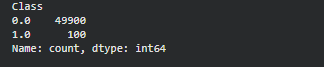 Class
0.0    49900
1.0      100
Name: count, dtype: int64